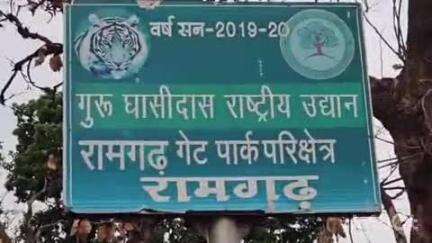 वर्ष सन-2019-20
गुरू घासीदास राष्ट्रीय उद्यान
रामगढ़ गेट पार्क परिक्षेत्र
रामगढ़